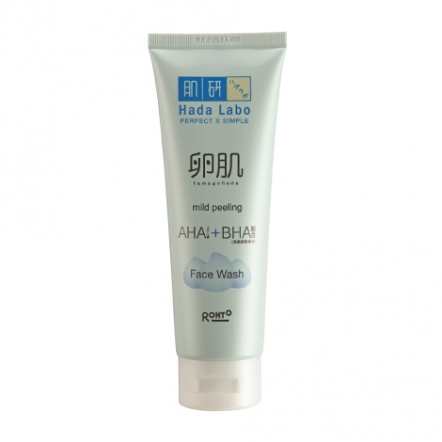 肌研
Hada Labo
PERFECT X SIMPLE
卵肌
tamagohada
mild peeling
AHA+BHA
Face Wash
ROHTO